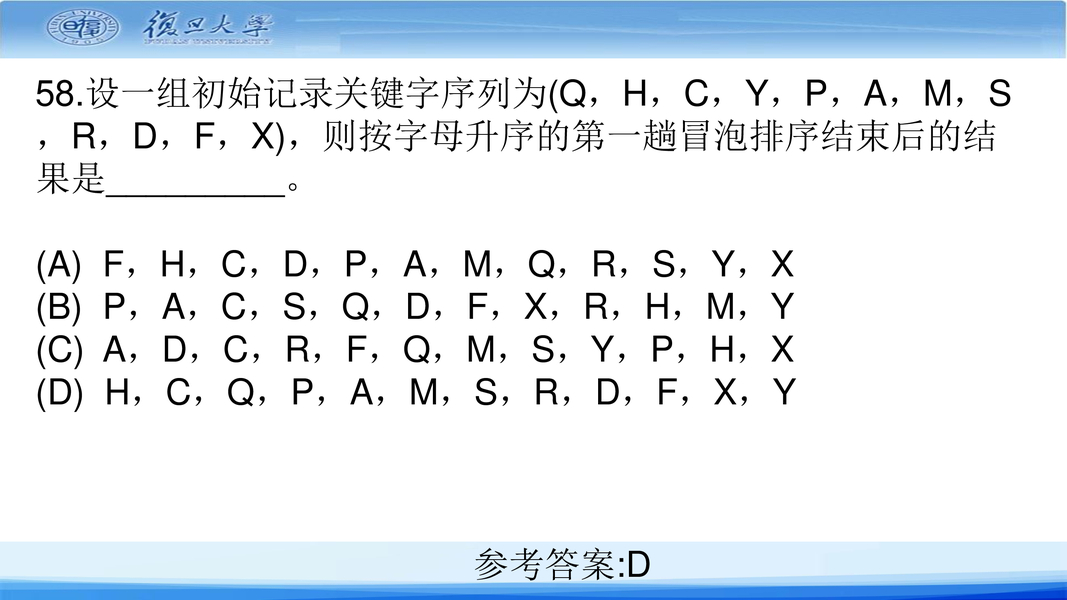 復旦大學
58.设一组初始记录关键字序列为(Q，H，C，Y，P，A，M，S
，R，D，F，X)，则按字母升序的第一趟冒泡排序结束后的结
果是_________。
(A) F，H，C，D，P，A，M，Q，R，S，Y，X
(B) P，A，C，S，Q，D，F，X，R，H，M，Y
(C) A，D，C，R，F，Q，M，S，Y，P，H，X
(D) H，C，Q，P，A，M，S，R，D，F，X，Y
参考答案:D